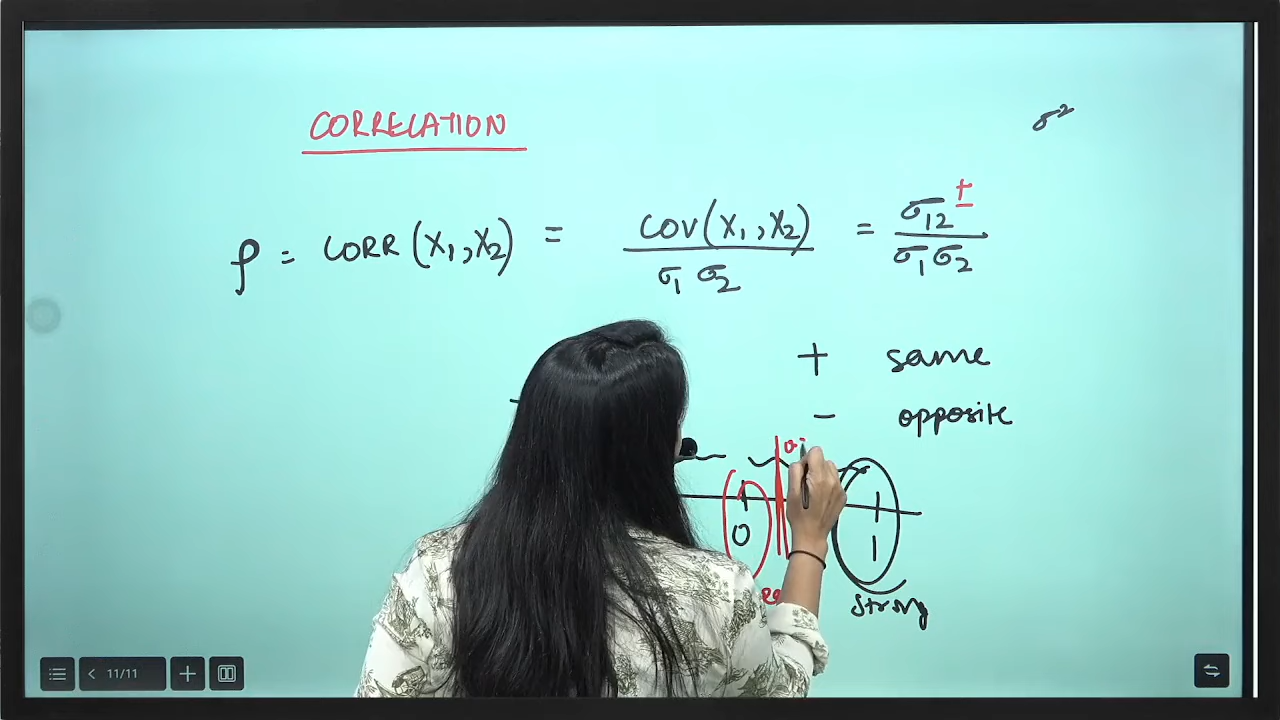 CORRELATION
σ²
ρ = CORR (X₁, X₂) = COV(X₁, X₂) / σ₁ σ₂ = σ₁₂ ± / σ₁σ₂
+ same
- opposite
0 1
strong
11/11